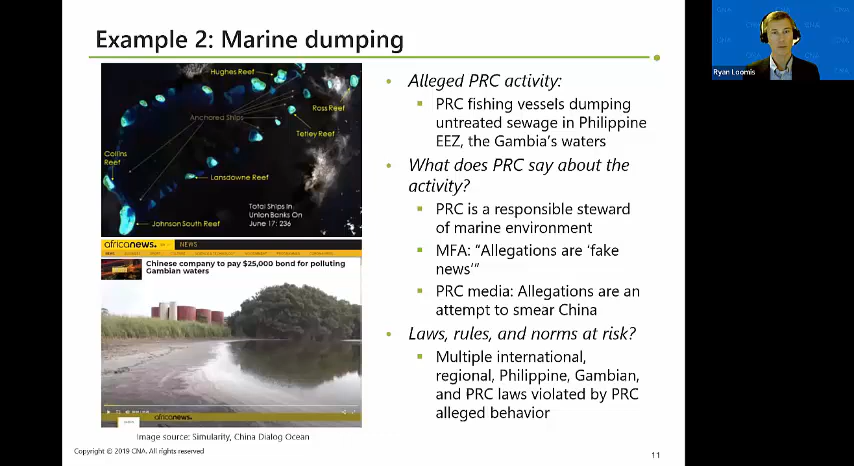 Example 2: Marine dumping
Hughes Reef
Ross Reef
Anchored Ships
Tetley Reef
Collins
Reef
Lansdowne Reef
Total Ships In
Union Banks On
June 17: 236
Johnson South Reef
africanews.
NEWS
Chinese company to pay $25,000 bond for polluting
Gambian waters
africanews.
Image source: Simularity, China Dialog Ocean
Copyright © 2019 CNA. All rights reserved
• Alleged PRC activity:
▪ PRC fishing vessels dumping
untreated sewage in Philippine
EEZ, the Gambia's waters
• What does PRC say about the
activity?
▪ PRC is a responsible steward
of marine environment
▪ MFA: “Allegations are ‘fake
news’”
▪ PRC media: Allegations are an
attempt to smear China
• Laws, rules, and norms at risk?
▪ Multiple international,
regional, Philippine, Gambian,
and PRC laws violated by PRC
alleged behavior
11
Ryan Loomis